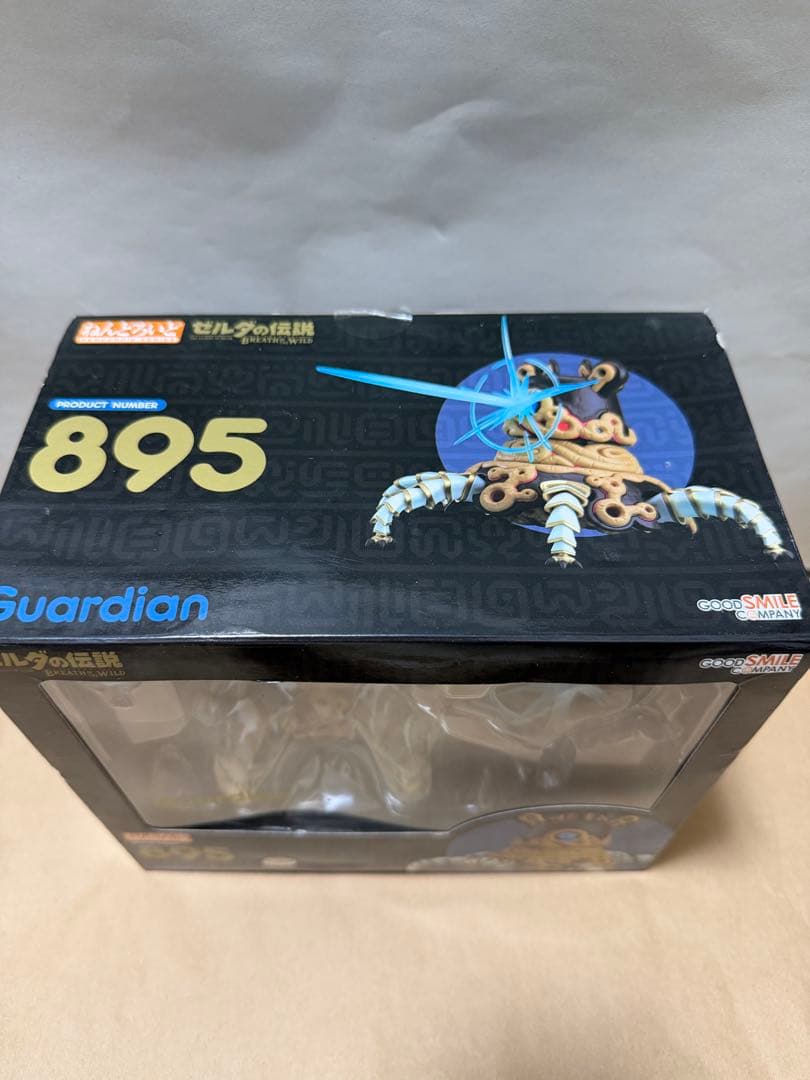 ねんどろいど
ゼルダの伝説
BREATH OF THE WILD
PRODUCT NUMBER
895
Guardian
GOOD SMILE
COMPANY
ルダの伝説
BREATH OF THE WILD
GOOD SMILE
COMPANY
895